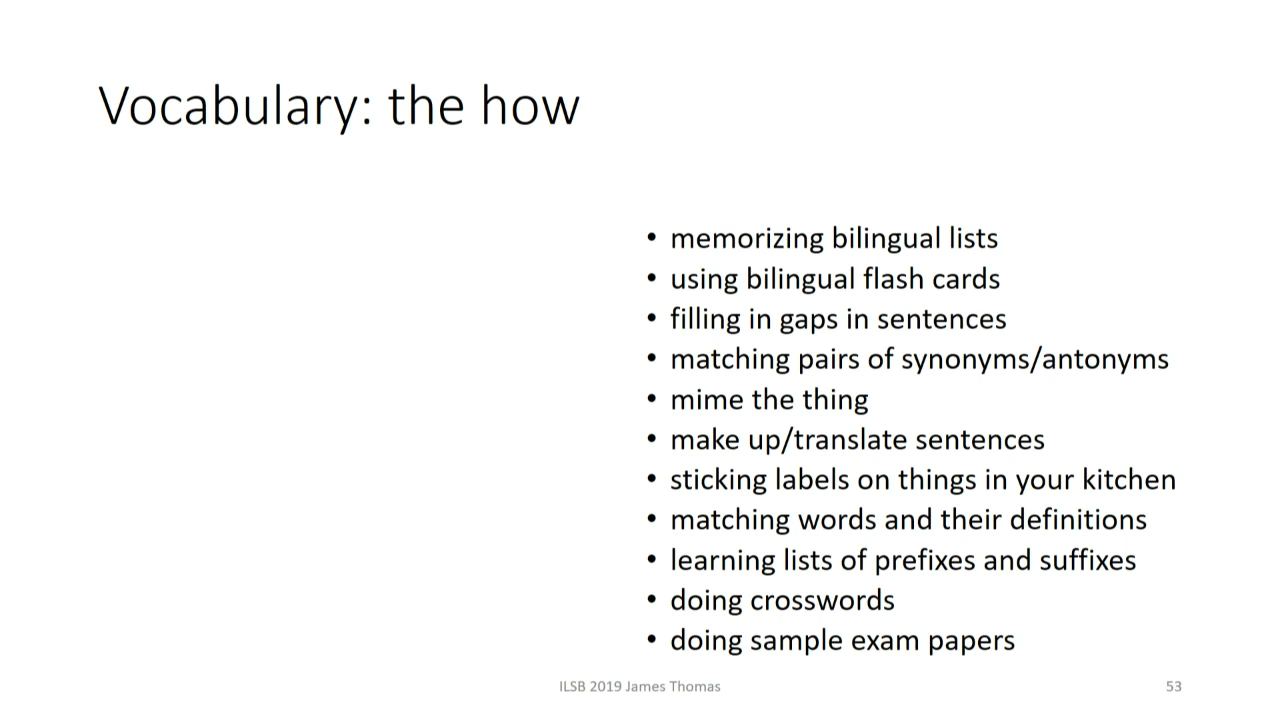 Vocabulary: the how
• memorizing bilingual lists
• using bilingual flash cards
• filling in gaps in sentences
• matching pairs of synonyms/antonyms
• mime the thing
• make up/translate sentences
• sticking labels on things in your kitchen
• matching words and their definitions
• learning lists of prefixes and suffixes
• doing crosswords
• doing sample exam papers
ILSB 2019 James Thomas
53